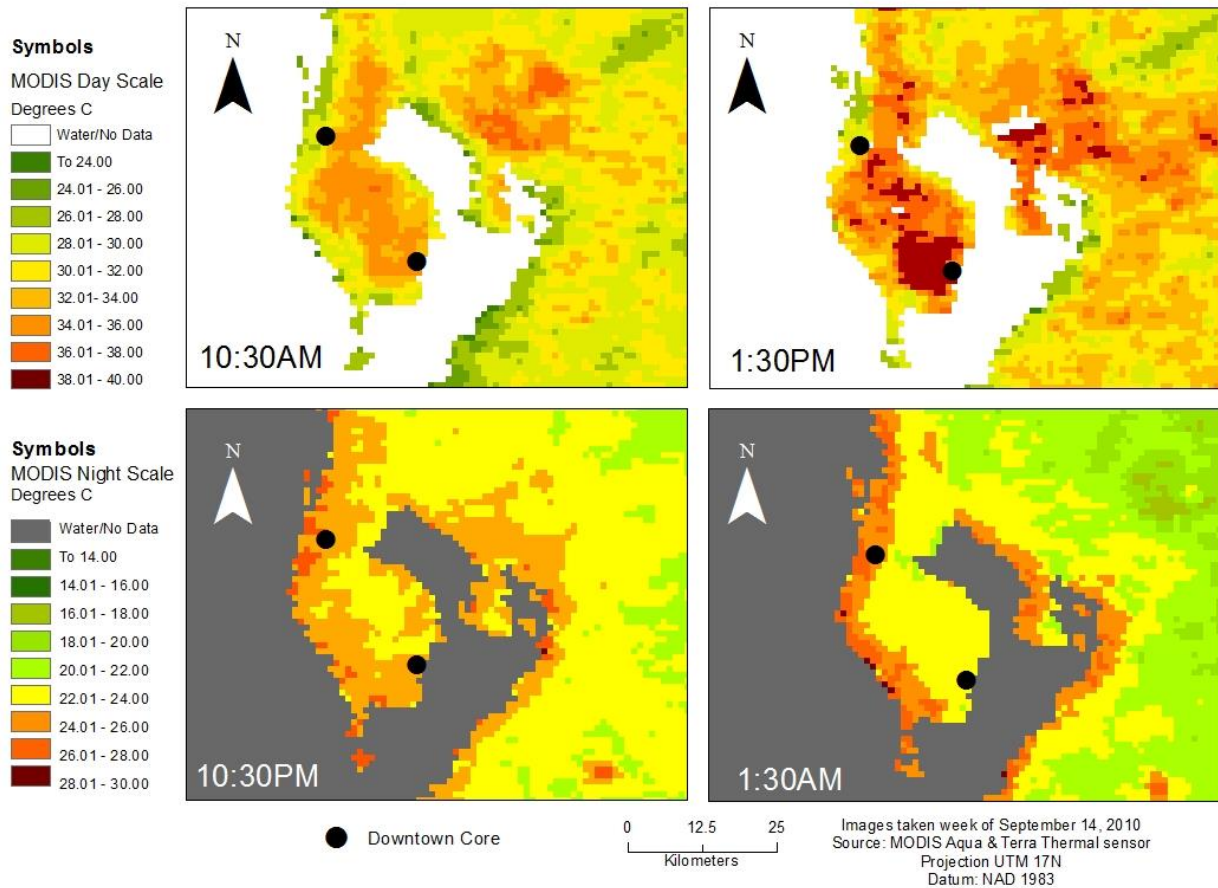 Symbols
MODIS Day Scale
Degrees C
Water/No Data
To 24.00
24.01 - 26.00
26.01 - 28.00
28.01 - 30.00
30.01 - 32.00
32.01 - 34.00
34.01 - 36.00
36.01 - 38.00
38.01 - 40.00
N
10:30AM
N
1:30PM
Symbols
MODIS Night Scale
Degrees C
Water/No Data
To 14.00
14.01 - 16.00
16.01 - 18.00
18.01 - 20.00
20.01 - 22.00
22.01 - 24.00
24.01 - 26.00
26.01 - 28.00
28.01 - 30.00
N
10:30PM
N
1:30AM
Downtown Core
0 12.5 25
Kilometers
Images taken week of September 14, 2010
Source: MODIS Aqua & Terra Thermal sensor
Projection UTM 17N
Datum: NAD 1983